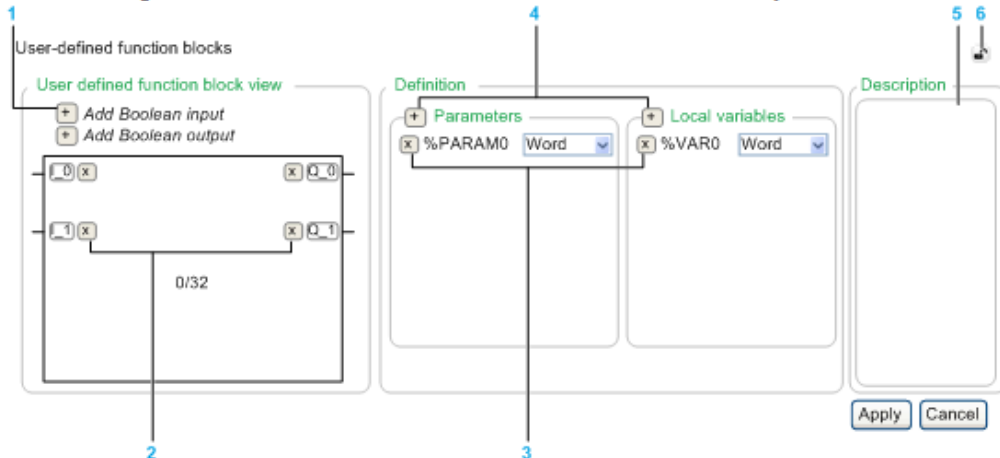 1 4 5 6
User-defined function blocks
User defined function block view
Definition
Description
+ Add Boolean input
+ Parameters
+ Local variables
+ Add Boolean output
x %PARAM0 Word
x %VAR0 Word
I_0 x x Q_0
I_1 x x Q_1
0/32
Apply Cancel
2 3